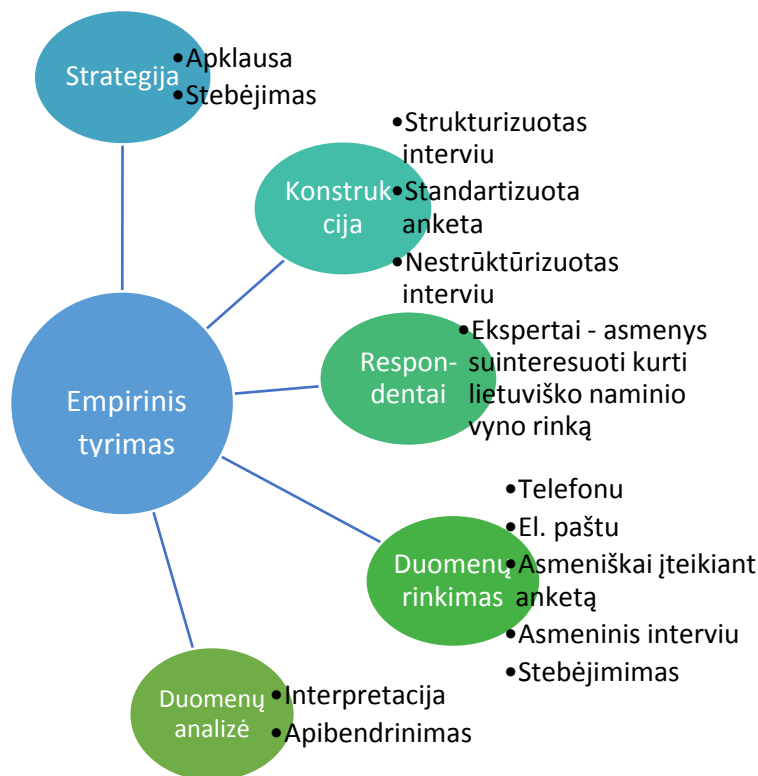 Strategija
•Apklausa
•Stebėjimas
Konstruk-
cija
•Strukturizuotas
interviu
•Standartizuota
anketa
•Nestrūktūrizuotas
interviu
Respon-
dentai
•Ekspertai - asmenys
suinteresuoti kurti
lietuviško naminio
vyno rinką
Empirinis
tyrimas
Duomenų
rinkimas
•Telefonu
•El. paštu
•Asmeniškai įteikiant
anketą
•Asmeninis interviu
•Stebėjimimas
Duomenų
analizė
•Interpretacija
•Apibendrinimas